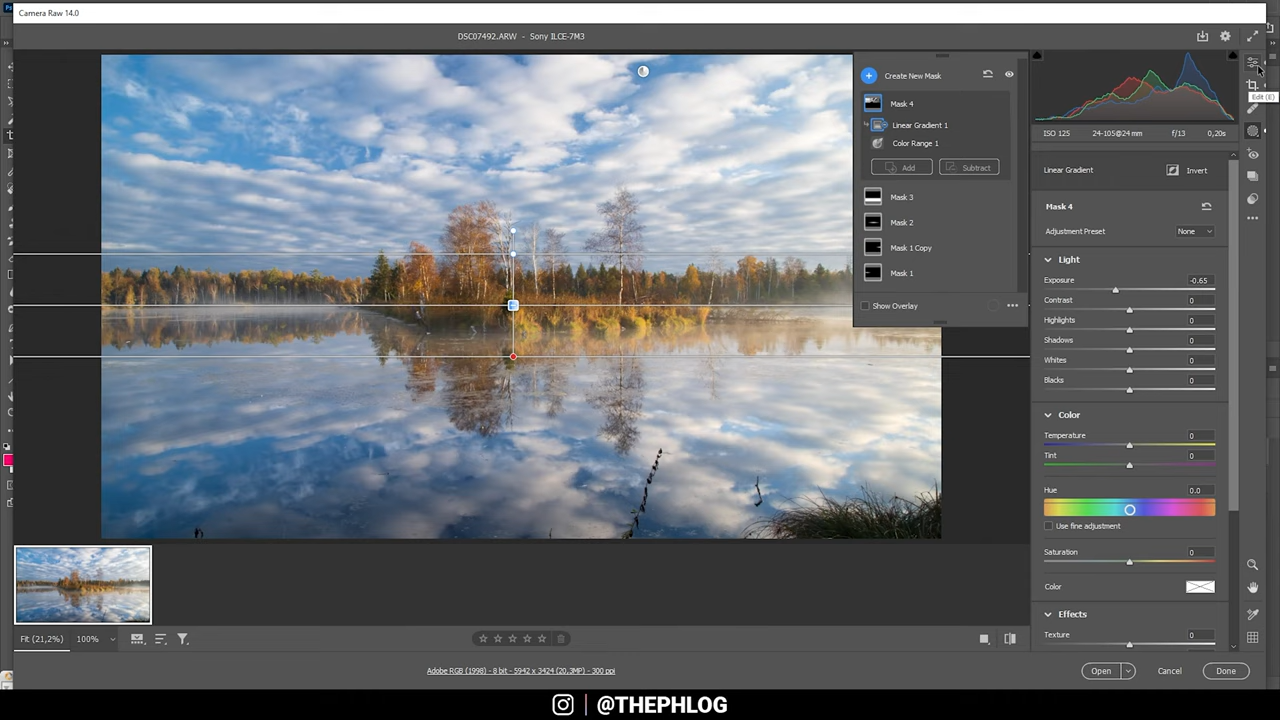 Camera Raw 14.0
DSC07492.ARW - Sony ILCE-7M3
Create New Mask
Mask 4
Linear Gradient 1
Color Range 1
Add
Subtract
Mask 3
Mask 2
Mask 1 Copy
Mask 1
Show Overlay
Edit (E)
ISO 125 24-105@24 mm f/13 0,20s
Linear Gradient
Invert
Mask 4
Adjustment Preset None
Light
Exposure -0.65
Contrast 0
Highlights 0
Shadows 0
Whites 0
Blacks 0
Color
Temperature 0
Tint 0
Hue 0.0
Use fine adjustment
Saturation 0
Color
Effects
Texture 0
Fit (21,2%) 100%
Adobe RGB (1998) - 8 bit - 5942 x 3424 (20,3MP) - 300 ppi
Open
Cancel
Done
@THEPHLOG